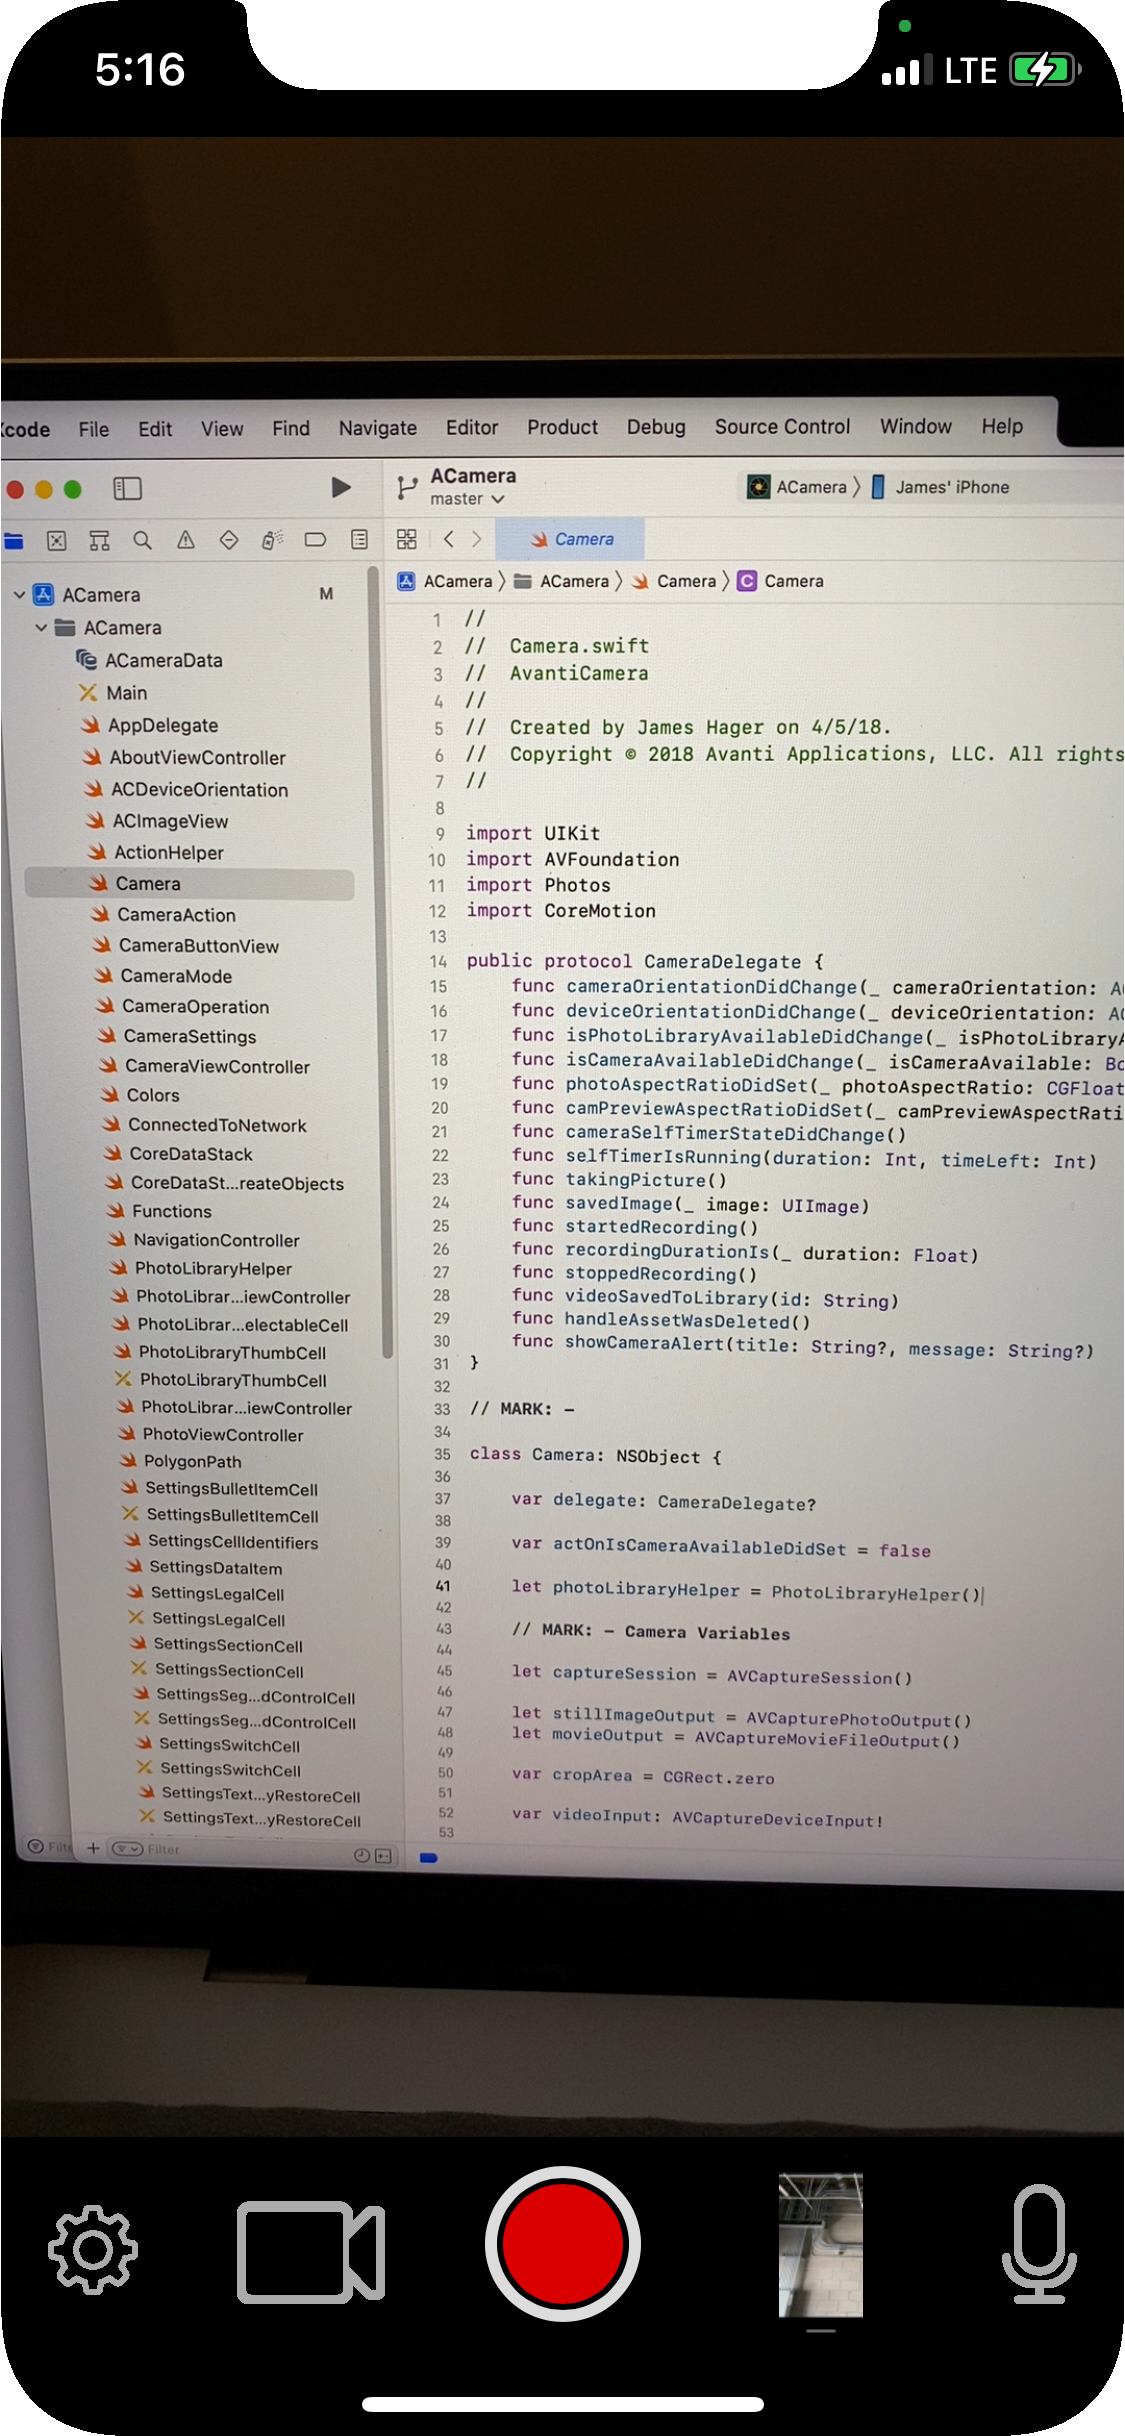 5:16
LTE
code File Edit View Find Navigate Editor Product Debug Source Control Window Help
ACamera
master
ACamera 〉 James' iPhone
Camera
ACamera 〉 ACamera 〉 Camera 〉 C Camera
ACamera M
ACamera
ACameraData
Main
AppDelegate
AboutViewController
ACDeviceOrientation
ACImageView
ActionHelper
Camera
CameraAction
CameraButtonView
CameraMode
CameraOperation
CameraSettings
CameraViewController
Colors
ConnectedToNetwork
CoreDataStack
CoreDataSt...reateObjects
Functions
NavigationController
PhotoLibraryHelper
PhotoLibrar...iewController
PhotoLibrar...electableCell
PhotoLibraryThumbCell
PhotoLibraryThumbCell
PhotoLibrar...iewController
PhotoViewController
PolygonPath
SettingsBulletItemCell
SettingsBulletItemCell
SettingsCellIdentifiers
SettingsDataItem
SettingsLegalCell
SettingsLegalCell
SettingsSectionCell
SettingsSectionCell
SettingsSeg...dControlCell
SettingsSeg...dControlCell
SettingsSwitchCell
SettingsSwitchCell
SettingsText...yRestoreCell
SettingsText...yRestoreCell
Filter
1 //
2 // Camera.swift
3 // AvantiCamera
4 //
5 // Created by James Hager on 4/5/18.
6 // Copyright © 2018 Avanti Applications, LLC. All rights
7 //
8
9 import UIKit
10 import AVFoundation
11 import Photos
12 import CoreMotion
13
14 public protocol CameraDelegate {
15 func cameraOrientationDidChange(_ cameraOrientation: A
16 func deviceOrientationDidChange(_ deviceOrientation: AC
17 func isPhotoLibraryAvailableDidChange(_ isPhotoLibraryA
18 func isCameraAvailableDidChange(_ isCameraAvailable: Bo
19 func photoAspectRatioDidSet(_ photoAspectRatio: CGFloat
20 func camPreviewAspectRatioDidSet(_ camPreviewAspectRati
21 func cameraSelfTimerStateDidChange()
22 func selfTimerIsRunning(duration: Int, timeLeft: Int)
23 func takingPicture()
24 func savedImage(_ image: UIImage)
25 func startedRecording()
26 func recordingDurationIs(_ duration: Float)
27 func stoppedRecording()
28 func videoSavedToLibrary(id: String)
29 func handleAssetWasDeleted()
30 func showCameraAlert(title: String?, message: String?)
31 }
32
33 // MARK: -
34
35 class Camera: NSObject {
36
37 var delegate: CameraDelegate?
38
39 var actOnIsCameraAvailableDidSet = false
40
41 let photoLibraryHelper = PhotoLibraryHelper()
42
43 // MARK: - Camera Variables
44
45 let captureSession = AVCaptureSession()
46
47 let stillImageOutput = AVCapturePhotoOutput()
48 let movieOutput = AVCaptureMovieFileOutput()
49
50 var cropArea = CGRect.zero
51
52 var videoInput: AVCaptureDeviceInput!
53